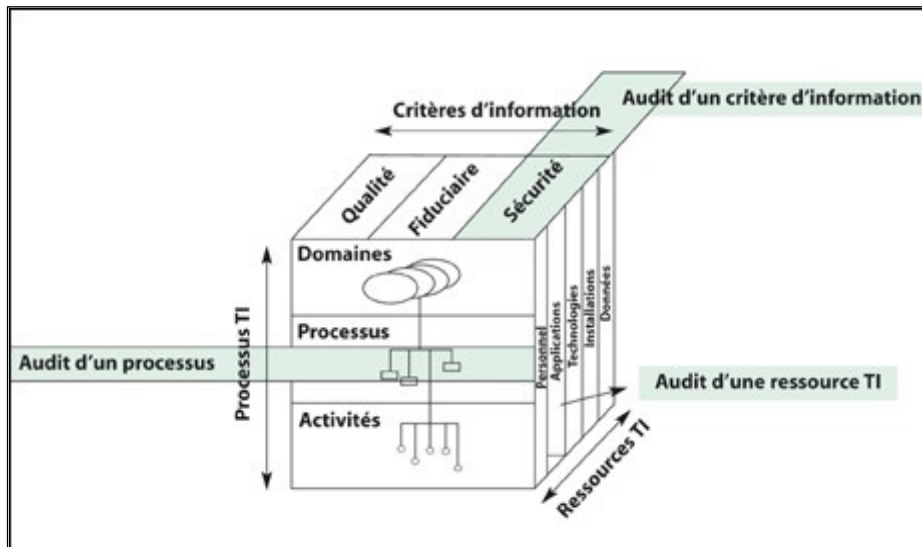 Audit d'un critère d'information
Critères d'information
Qualité
Fiduciaire
Sécurité
Domaines
Processus
Activités
Processus TI
Audit d'un processus
Personnel
Applications
Technologies
Installations
Données
Audit d'une ressource TI
Ressources TI